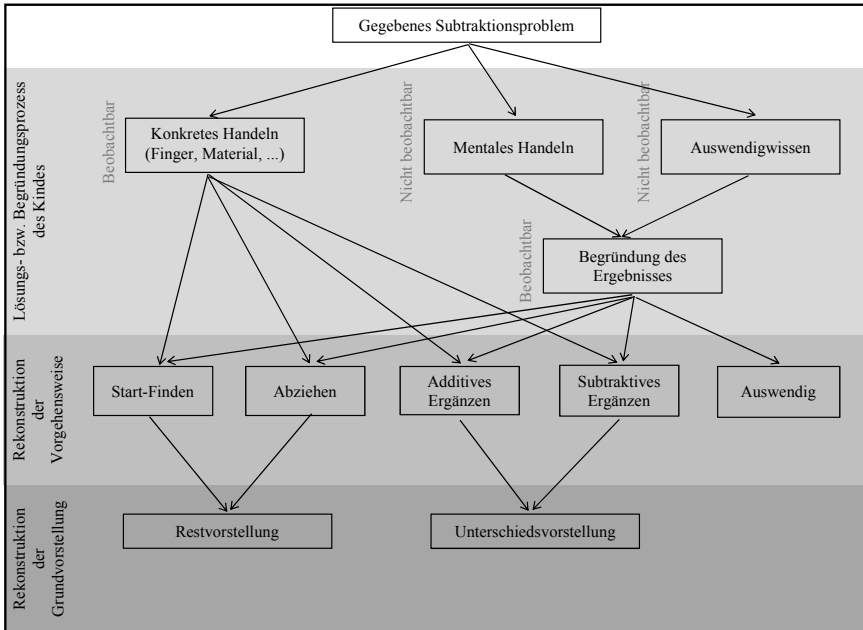 Gegebenes Subtraktionsproblem
Lösungs- bzw. Begründungsprozess
des Kindes
Beobachtbar
Konkretes Handeln
(Finger, Material, ...)
Nicht beobachtbar
Mentales Handeln
Nicht beobachtbar
Auswendigwissen
Beobachtbar
Begründung des
Ergebnisses
Rekonstruktion
der
Vorgehensweise
Start-Finden
Abziehen
Additives
Ergänzen
Subtraktives
Ergänzen
Auswendig
Rekonstruktion
der
Grundvorstellung
Restvorstellung
Unterschiedsvorstellung